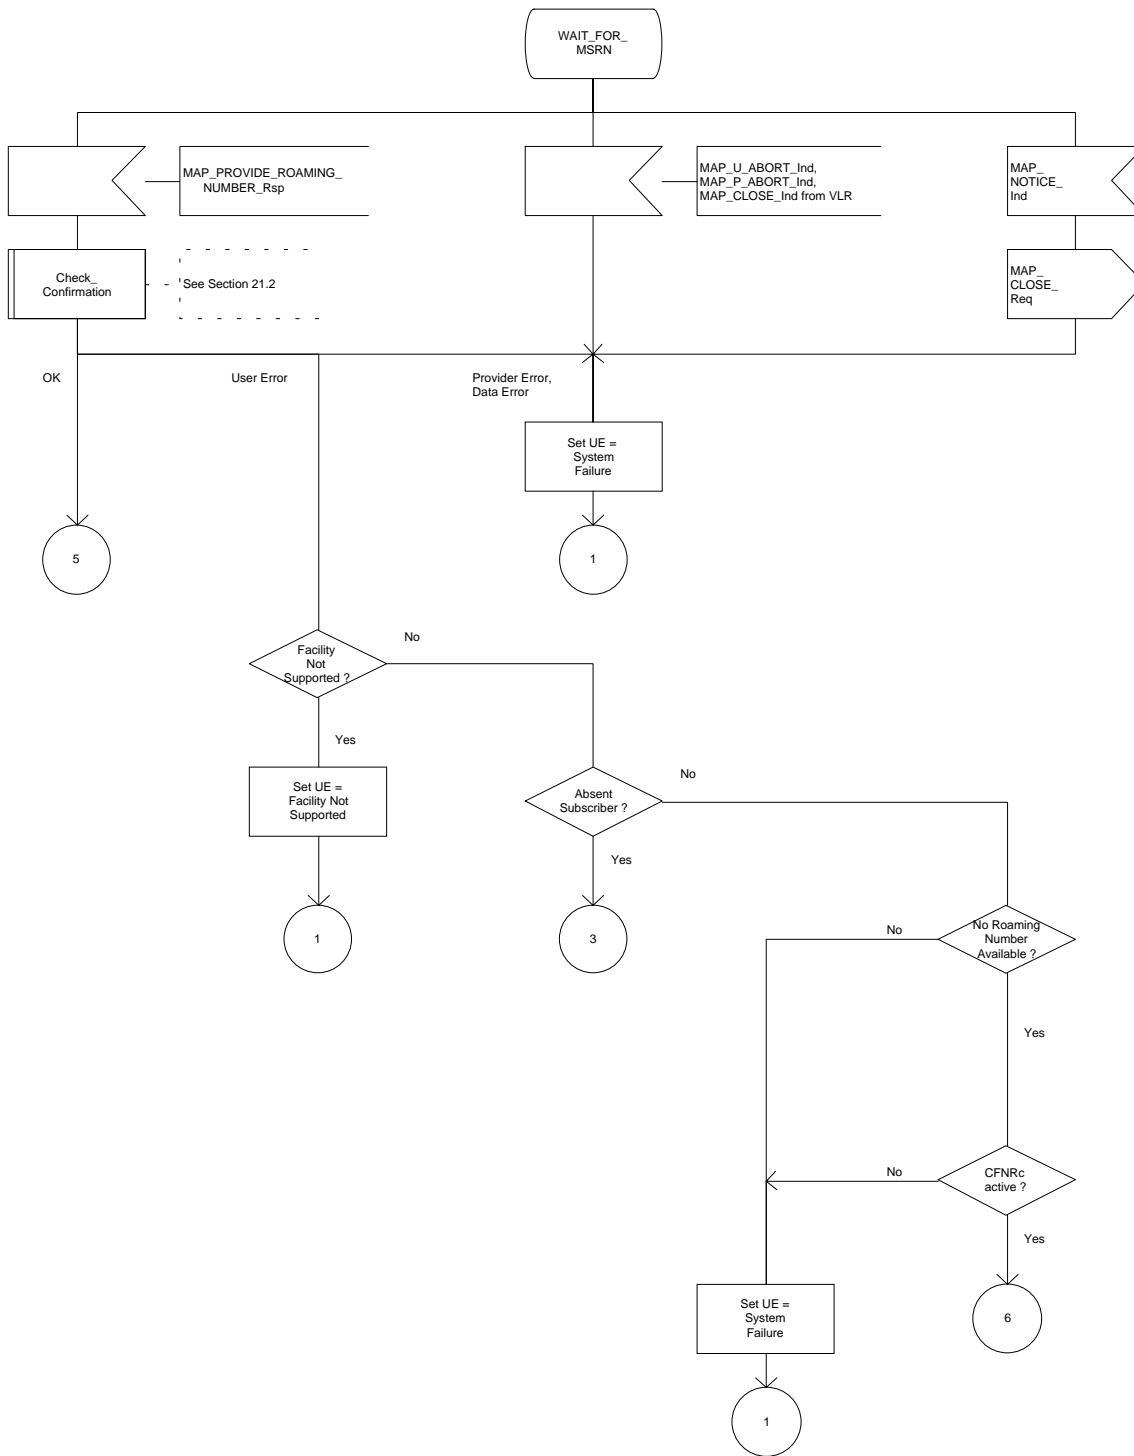 WAIT_FOR_
MSRN
MAP_PROVIDE_ROAMING_
NUMBER_Rsp
MAP_U_ABORT_Ind,
MAP_P_ABORT_Ind,
MAP_CLOSE_Ind from VLR
MAP_
NOTICE_
Ind
Check_
Confirmation
See Section 21.2
MAP_
CLOSE_
Req
OK
User Error
Provider Error,
Data Error
Set UE =
System
Failure
5
1
Facility
Not
Supported ?
No
Yes
Set UE =
Facility Not
Supported
Absent
Subscriber ?
No
Yes
1
3
No Roaming
Number
Available ?
No
Yes
CFNRc
active ?
No
Yes
Set UE =
System
Failure
6
1